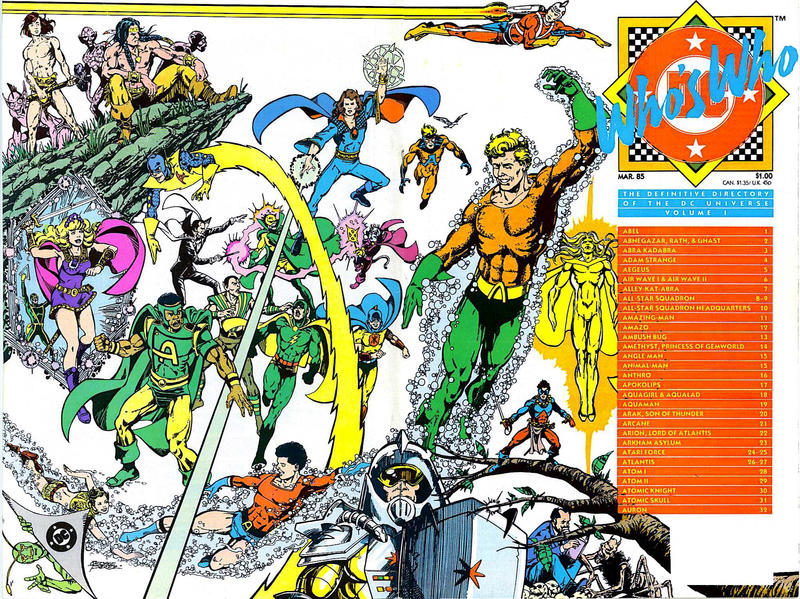 TM
DC
Who's Who
MAR. 85
$1.00
CAN. $1.35/U.K. 45p
THE DEFINITIVE DIRECTORY
OF THE DC UNIVERSE
VOLUME I
ABEL 1
ABNEGAZAR, RATH, & GHAST 2
ABRA KADABRA 3
ADAM STRANGE 4
AEGEUS 5
AIR WAVE I & AIR WAVE II 6
ALLEY-KAT-ABRA 7
ALL-STAR SQUADRON 8-9
ALL-STAR SQUADRON HEADQUARTERS 10
AMAZING-MAN 11
AMAZO 12
AMBUSH BUG 13
AMETHYST, PRINCESS OF GEMWORLD 14
ANGLE MAN 15
ANIMAL-MAN 15
ANTHRO 16
APOKOLIPS 17
AQUAGIRL & AQUALAD 18
AQUAMAN 19
ARAK, SON OF THUNDER 20
ARCANE 21
ARION, LORD OF ATLANTIS 22
ARKHAM ASYLUM 23
ATARI FORCE 24-25
ATLANTIS 26-27
ATOM I 28
ATOM II 29
ATOMIC KNIGHT 30
ATOMIC SKULL 31
AURON 32
A
DC